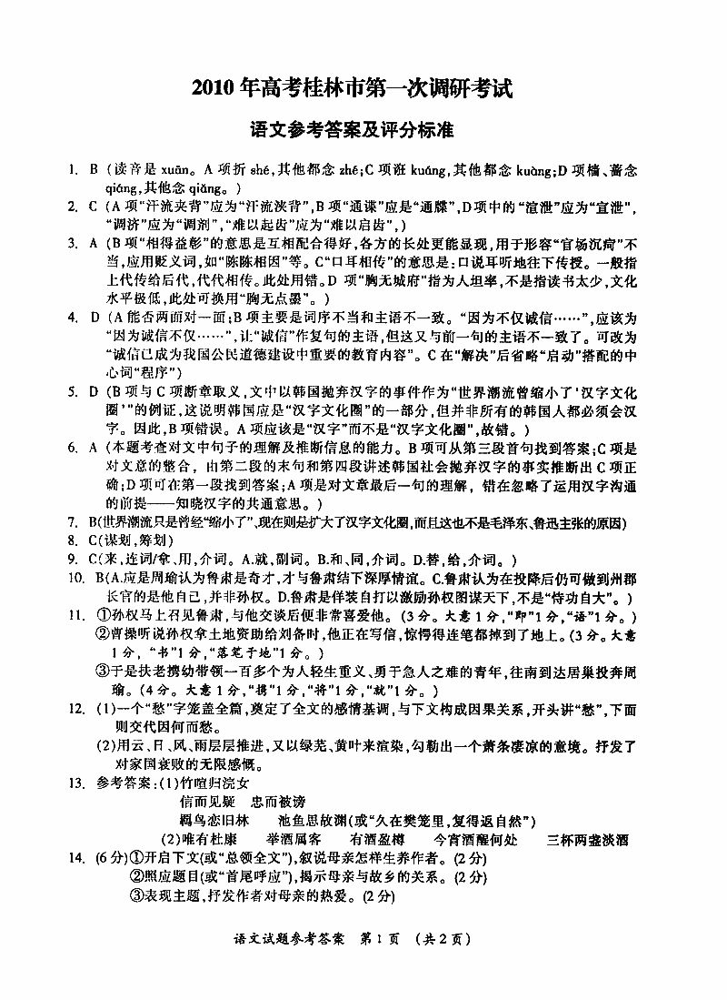 2010 年高考桂林市第一次调研考试
语文参考答案及评分标准
1. B (读音是 xuān。A 项折 shé,其他都念 zhé;C 项诳 kuáng,其他都念 kuàng;D 项樯、蔷念
qiáng,其他念 qiāng。)
2. C (A 项“汗流夹背”应为“汗流浃背”,B 项“通谍”应是“通牒”,D项中的“渲泄”应为“宣泄”,
“调济”应为“调剂”,“难以起齿”应为“难以启齿”,)
3. A (B 项“相得益彰”的意思是互相配合得好,各方的长处更能显现,用于形容“官场沉疴”不
当,应用贬义词,如“陈陈相因”等。C“口耳相传”的意思是:口说耳听地往下传授。一般指
上代传给后代,代代相传。此处用错。D 项“胸无城府”指为人坦率,不是指读书太少,文化
水平极低,此处可换用“胸无点墨”。)
4. D (A 能否两面对一面;B 项主要是词序不当和主语不一致。“因为不仅诚信……”,应该为
“因为诚信不仅……”,让“诚信”作复句的主语,但这又与前一句的主语不一致了。可改为
“诚信已成为我国公民道德建设中重要的教育内容”。C 在“解决”后省略“启动”搭配的中
心词“程序”)
5. D (B 项与 C 项断章取义,文中以韩国抛弃汉字的事件作为“世界潮流曾缩小了‘汉字文化
圈’”的例证,这说明韩国应是“汉字文化圈”的一部分,但并非所有的韩国人都必须会汉
字。因此,B 项错误。A 项应该是“汉字”而不是“汉字文化圈”,故错。)
6. A (本题考查对文中句子的理解及推断信息的能力。B 项可从第三段首句找到答案;C 项是
对文意的整合，由第二段的末句和第四段讲述韩国社会抛弃汉字的事实推断出 C 项正
确;D 项可在第一段找到答案;A 项是对文章最后一句的理解，错在忽略了运用汉字沟通
的前提——知晓汉字的共通意思。)
7. B(世界潮流只是曾经“缩小了”、现在则是扩大了汉字文化圈,而且这也不是毛泽东、鲁迅主张的原因)
8. C(谋划,筹划)
9. C(来,连词/拿、用,介词。A.就,副词。B.和、同,介词。D.替,给,介词。)
10. B(A.应是周瑜认为鲁肃是奇才,才与鲁肃结下深厚情谊。C.鲁肃认为在投降后仍可做到州郡
长官的是他自己,并非孙权。D.鲁肃是佯装自打以激励孙权图谋天下,不是“恃功自大”。)
11. ①孙权马上召见鲁肃,与他交谈后便非常喜爱他。(3 分。大意 1 分,“即”1 分,“语”1 分。)
②曹操听说孙权拿土地资助给刘备时,他正在写信,惊愕得连笔都掉到了地上。(3 分。大意
1 分，“书”1 分,“落笔于地”1 分。)
③于是扶老携幼带领一百多个为人轻生重义、勇于急人之难的青年,往南到达居巢投奔周
瑜。(4 分。大意 1 分,“携”1 分,“将”1 分,“就”1 分。)
12. (1)一个“愁”字笼盖全篇,奠定了全文的感情基调,与下文构成因果关系,开头讲“愁”,下面
则交代因何而愁。
(2)用云、日、风、雨层层推进,又以绿芜、黄叶来渲染,勾勒出一个萧条凄凉的意境。抒发了
对家国衰败的无限感慨。
13. 参考答案:(1)竹喧归浣女
信而见疑 忠而被谤
羁鸟恋旧林 池鱼思故渊(或“久在樊笼里,复得返自然”)
(2)唯有杜康 举酒属客 有酒盈樽 今宵酒醒何处 三杯两盏淡酒
14. (6 分)①开启下文(或“总领全文”),叙说母亲怎样生养作者。(2 分)
②照应题目(或“首尾呼应”),揭示母亲与故乡的关系。(2 分)
③表现主题,抒发作者对母亲的热爱。(2 分)
语文试题参考答案 第 1 页 (共 2 页)